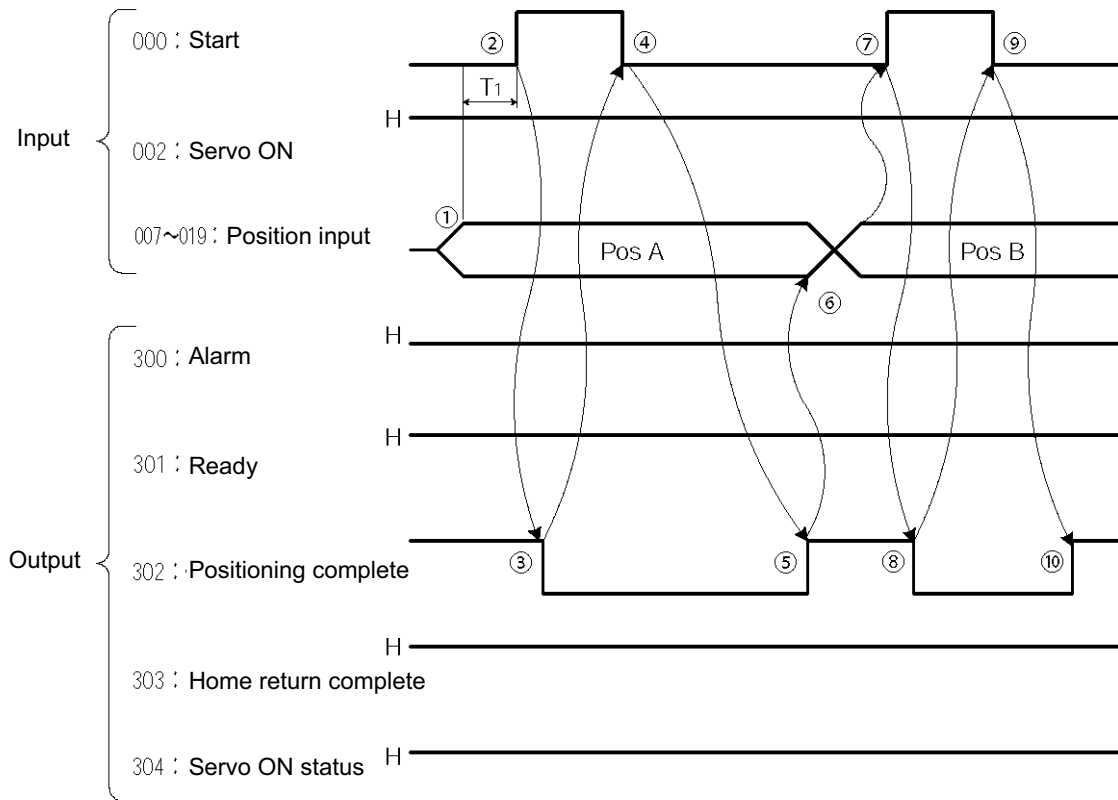 000 : Start
② ④ ⑦ ⑨
T1
H
Input
002 : Servo ON
①
007~019 : Position input
Pos A
Pos B
⑥
H
300 : Alarm
H
301 : Ready
Output
302 : Positioning complete
③ ⑤ ⑧ ⑩
H
303 : Home return complete
H
304 : Servo ON status